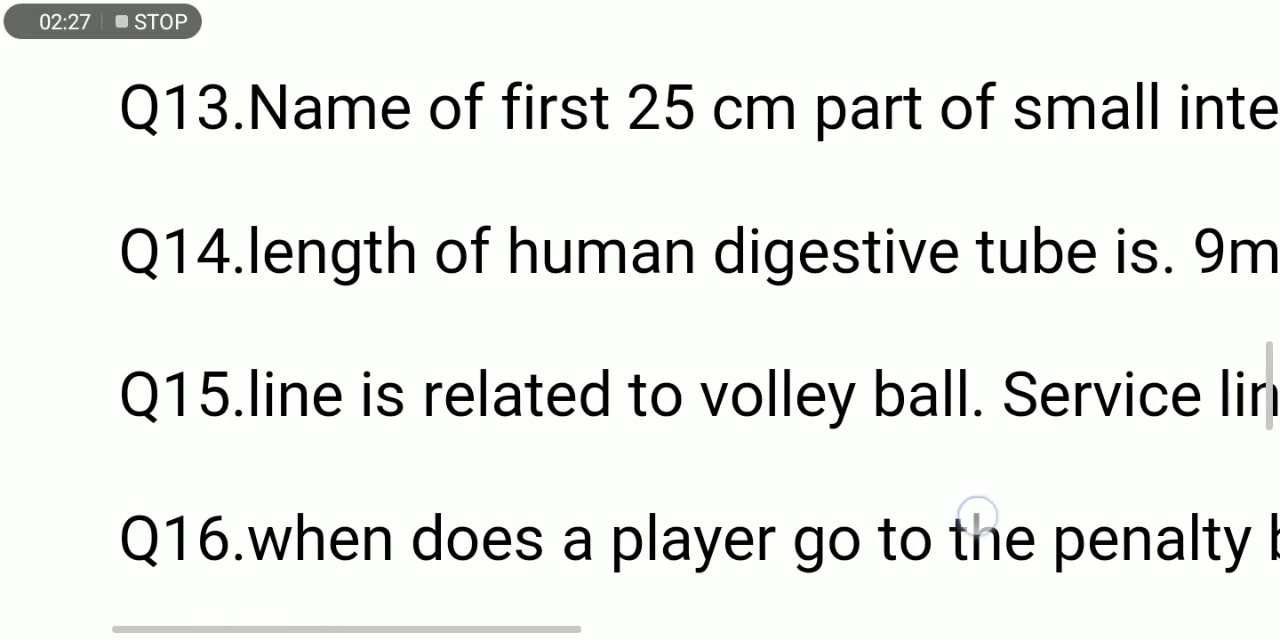 02:27 STOP
Q13.Name of first 25 cm part of small inte
Q14.length of human digestive tube is. 9m
Q15.line is related to volley ball. Service lin
Q16.when does a player go to the penalty b